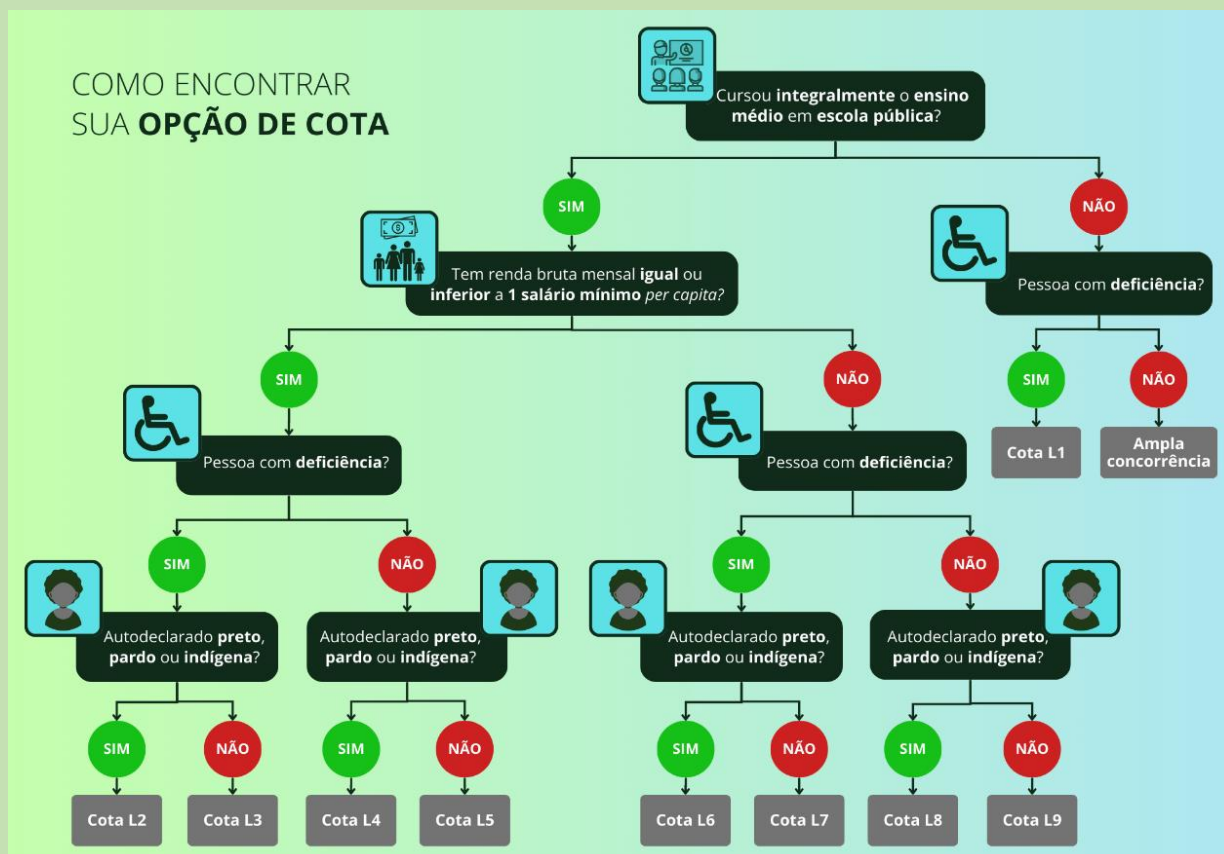 COMO ENCONTRAR
SUA OPÇÃO DE COTA
Cursou integralmente o ensino
médio em escola pública?
SIM
NÃO
Tem renda bruta mensal igual ou
inferior a 1 salário mínimo per capita?
Pessoa com deficiência?
SIM
NÃO
SIM
NÃO
Cota L1
Ampla
concorrência
Pessoa com deficiência?
Pessoa com deficiência?
SIM
NÃO
SIM
NÃO
Autodeclarado preto,
pardo ou indígena?
Autodeclarado preto,
pardo ou indígena?
Autodeclarado preto,
pardo ou indígena?
Autodeclarado preto,
pardo ou indígena?
SIM
NÃO
SIM
NÃO
SIM
NÃO
SIM
NÃO
Cota L2
Cota L3
Cota L4
Cota L5
Cota L6
Cota L7
Cota L8
Cota L9